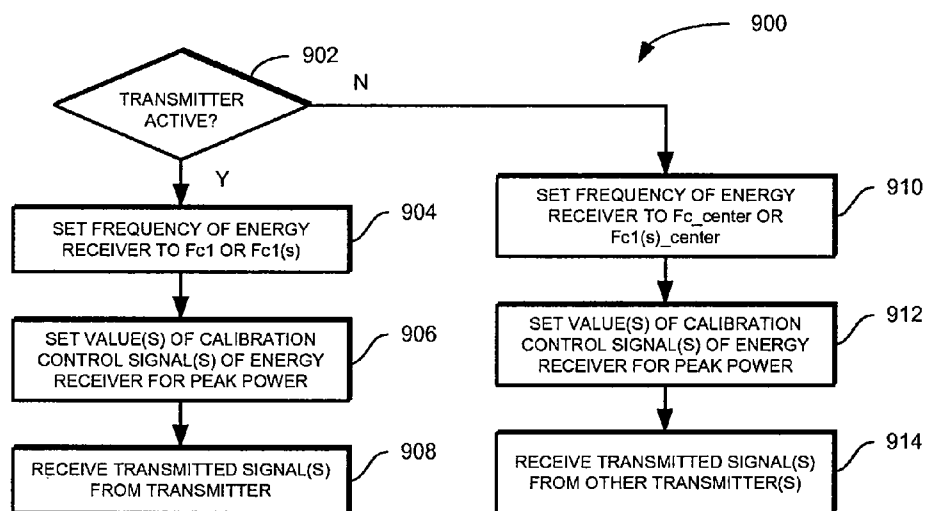 900
902
TRANSMITTER
ACTIVE?
N
Y
904
SET FREQUENCY OF ENERGY
RECEIVER TO Fc1 OR Fc1(s)
906
SET VALUE(S) OF CALIBRATION
CONTROL SIGNAL(S) OF ENERGY
RECEIVER FOR PEAK POWER
908
RECEIVE TRANSMITTED SIGNAL(S)
FROM TRANSMITTER
910
SET FREQUENCY OF ENERGY
RECEIVER TO Fc_center OR
Fc1(s)_center
912
SET VALUE(S) OF CALIBRATION
CONTROL SIGNAL(S) OF ENERGY
RECEIVER FOR PEAK POWER
914
RECEIVE TRANSMITTED SIGNAL(S)
FROM OTHER TRANSMITTER(S)